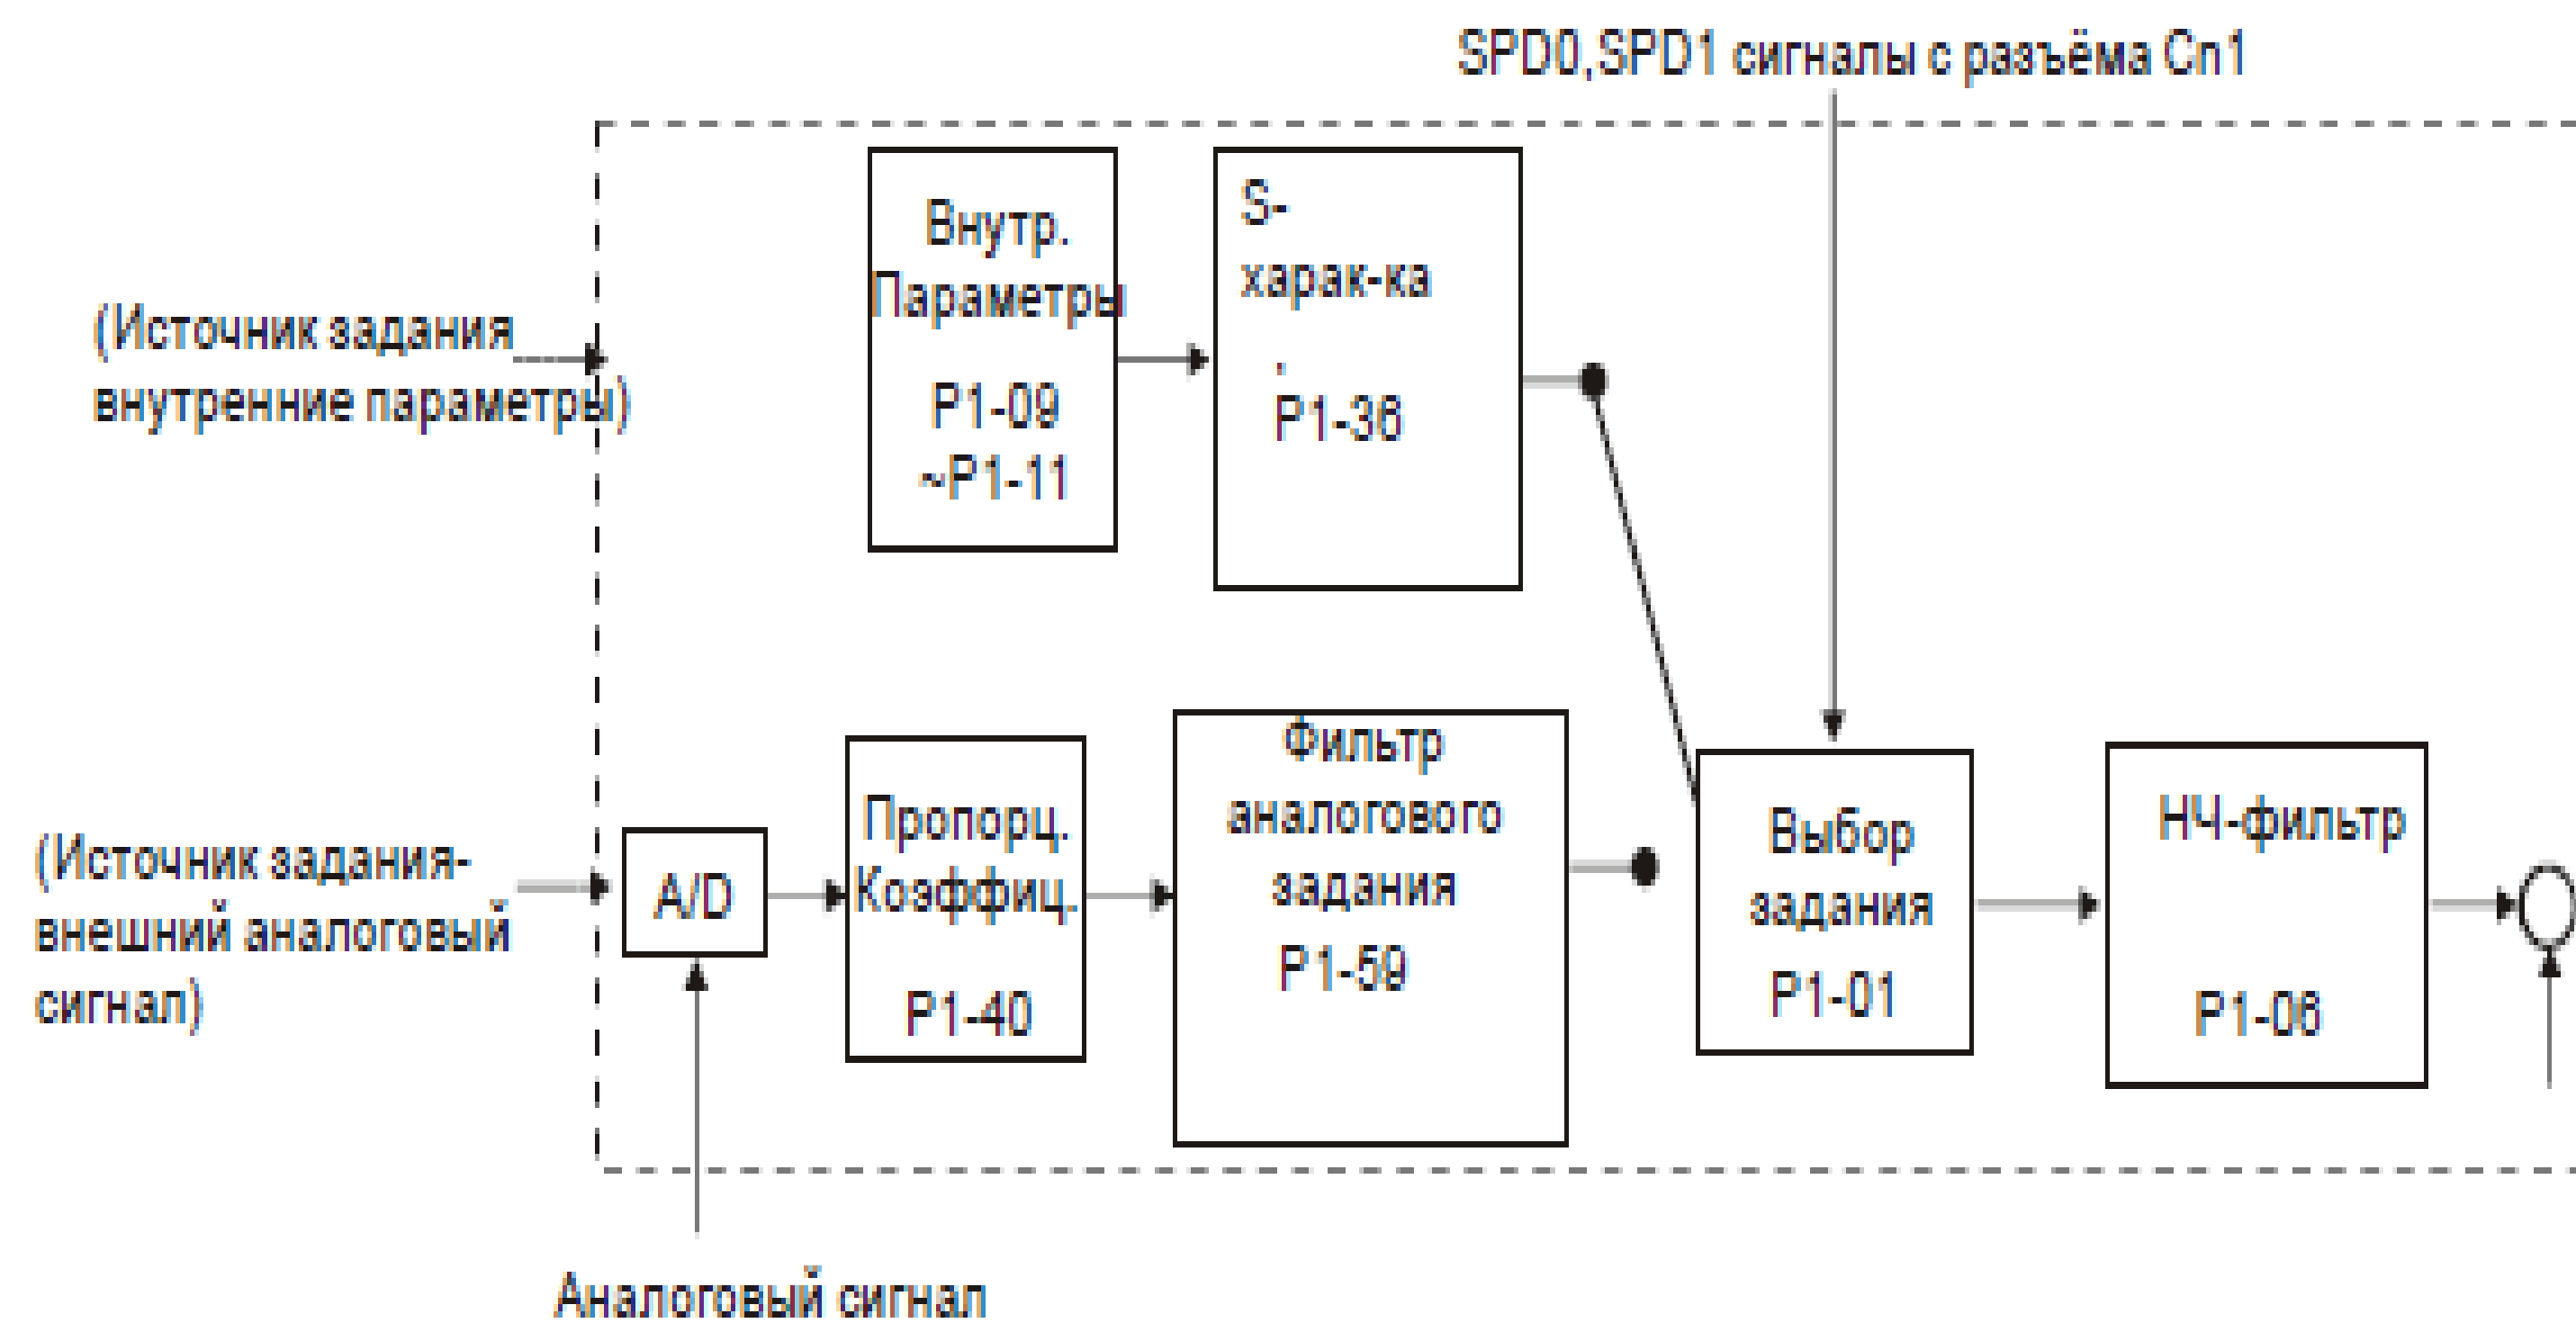 SPD0,SPD1 сигналы с разъёма Cn1
(Источник задания
внутренние параметры)
Внутр.
Параметры
P1-09
~P1-11
S-
харак-ка
.
P1-36
(Источник задания-
внешний аналоговый
сигнал)
A/D
Пропорц.
Коэффиц.
P1-40
Фильтр
аналогового
задания
P1-59
Выбор
задания
P1-01
НЧ-фильтр
P1-06
Аналоговый сигнал